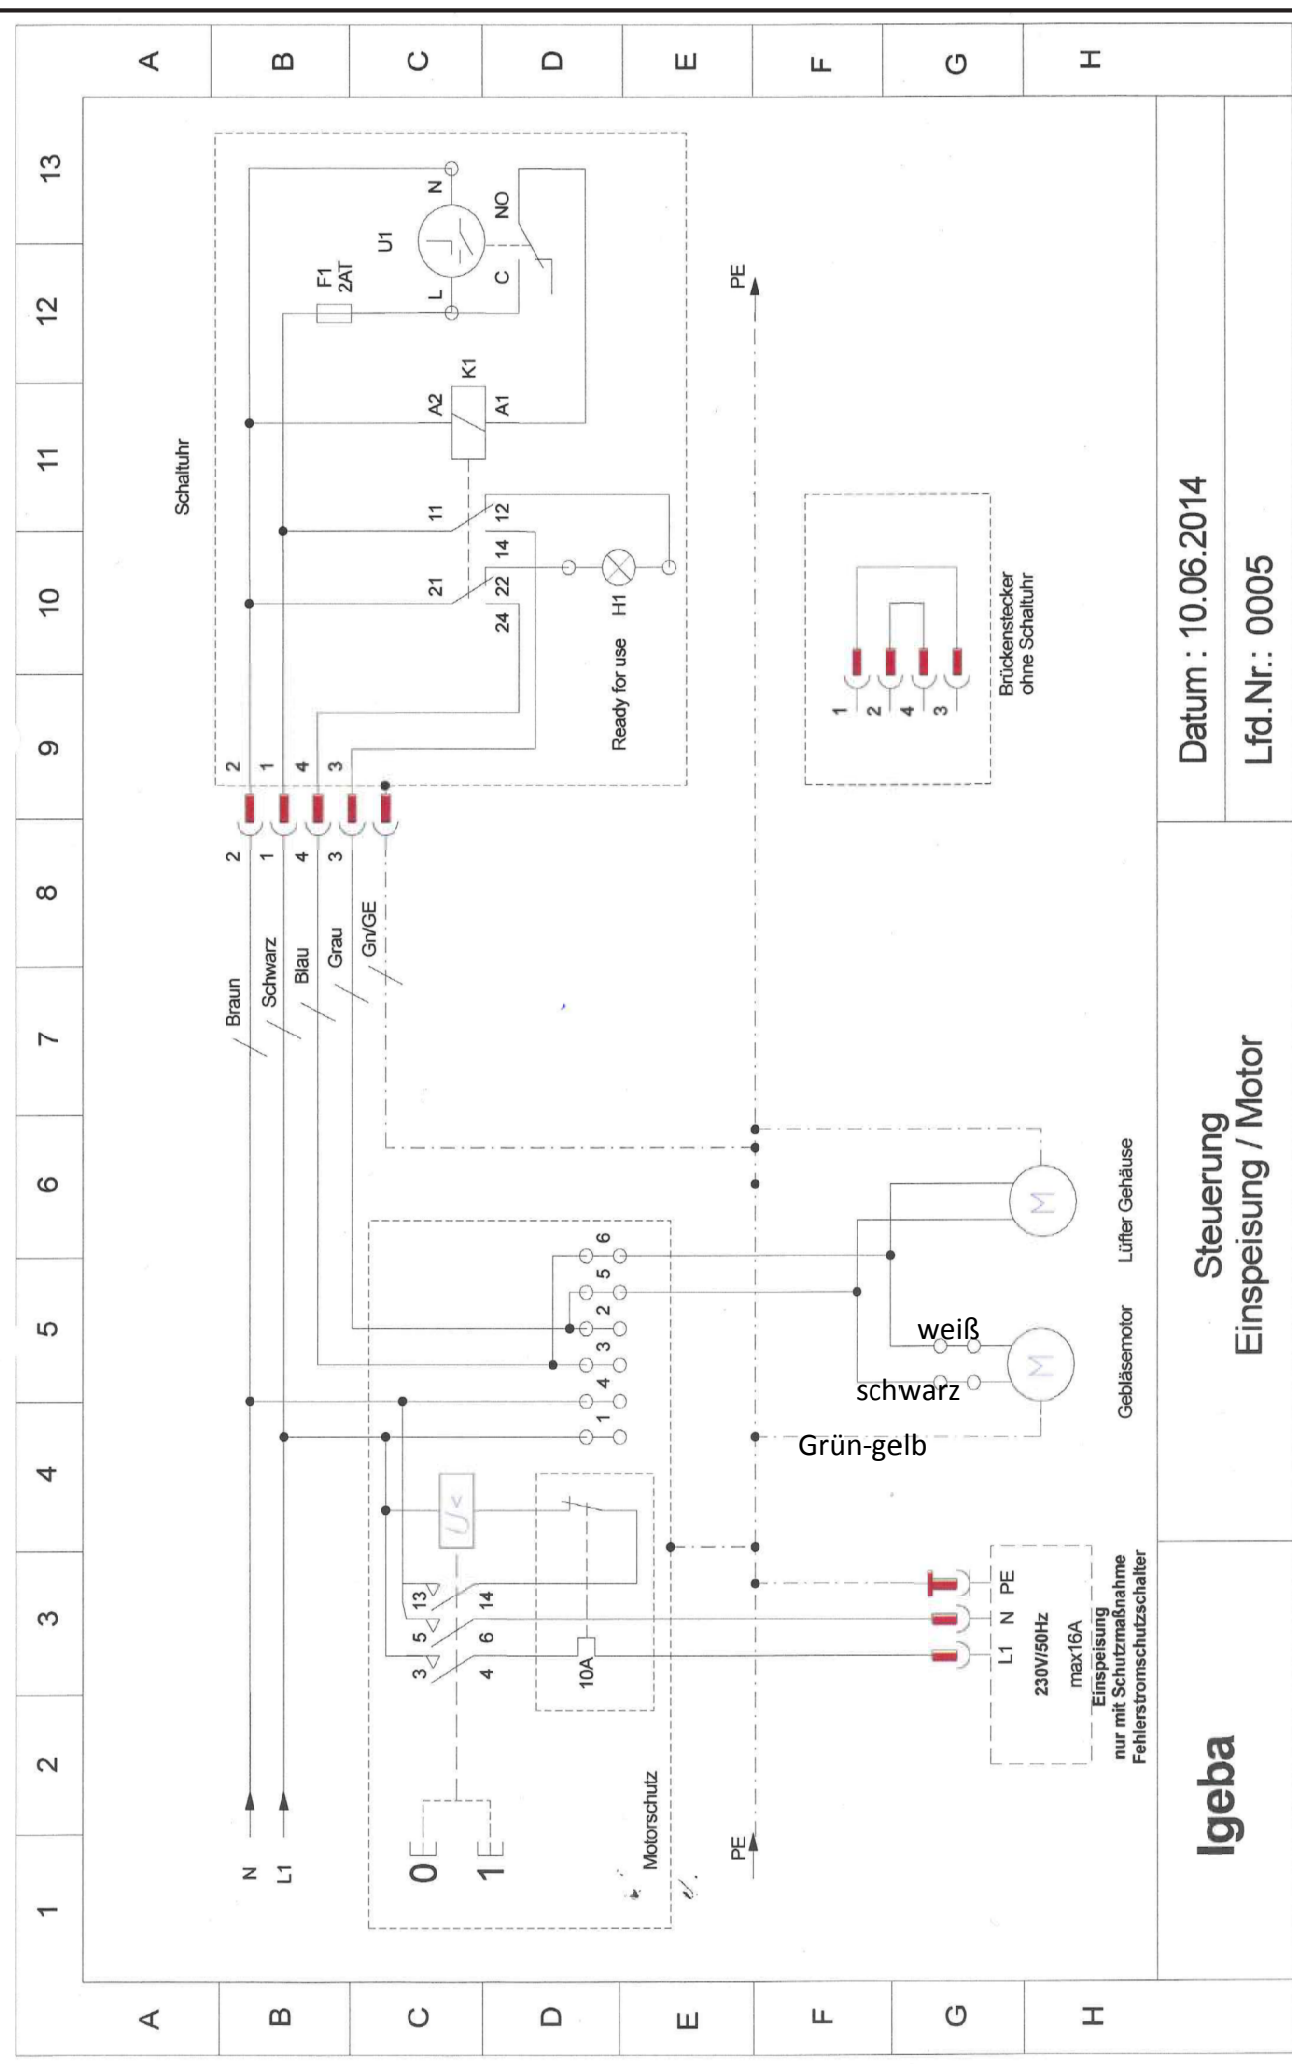 1 2 3 4 5 6 7 8 9 10 11 12 13
A
B
C
D
E
F
G
H
A
B
C
D
E
F
G
H
N
L1
Braun
Schwarz
Blau
Grau
Gn/GE
2
1
4
3
2
1
4
3
Schaltuhr
F1
2AT
U1
L
N
C
NO
K1
A2
A1
11
12
14
21
22
24
H1
Ready for use
0
1
Motorschutz
U<
3
5
13
4
6
14
10A
1
4
3
2
5
6
PE
PE
L1 N PE
230V/50Hz
max16A
Einspeisung
nur mit Schutzmaßnahme
Fehlerstromschutzschalter
Grün-gelb
schwarz
weiß
M
Gebläsemotor
M
Lüfter Gehäuse
1
2
4
3
Brückenstecker
ohne Schaltuhr
Igeba
Steuerung
Einspeisung / Motor
Datum : 10.06.2014
Lfd.Nr.: 0005